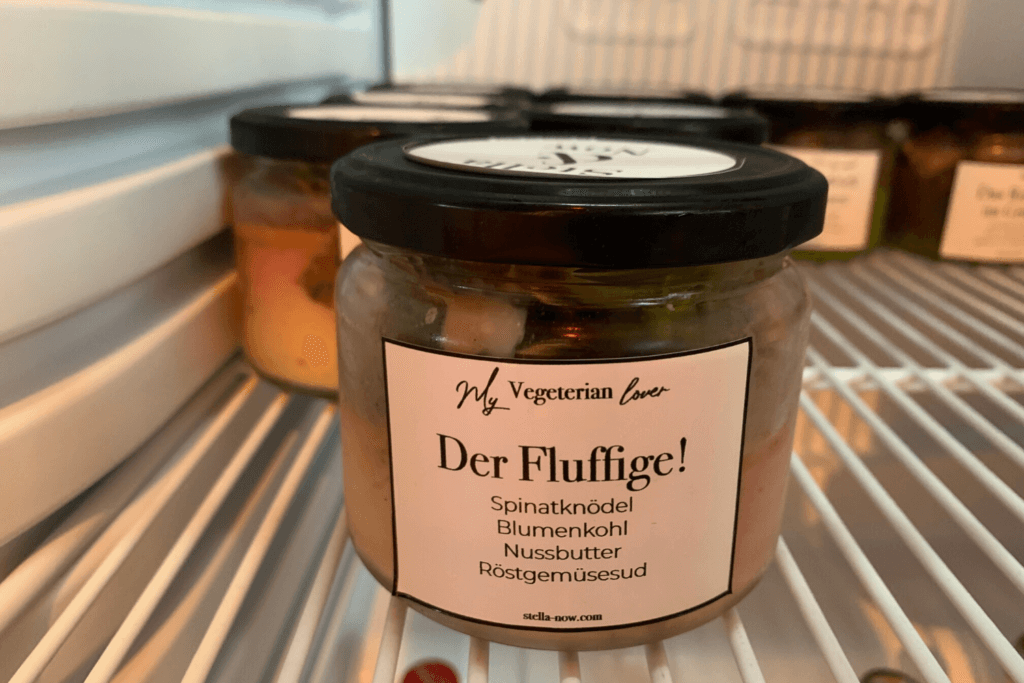 My Vegeterian lover
Der Fluffige!
Spinatknödel
Blumenkohl
Nussbutter
Röstgemüsesud
stella-now.com